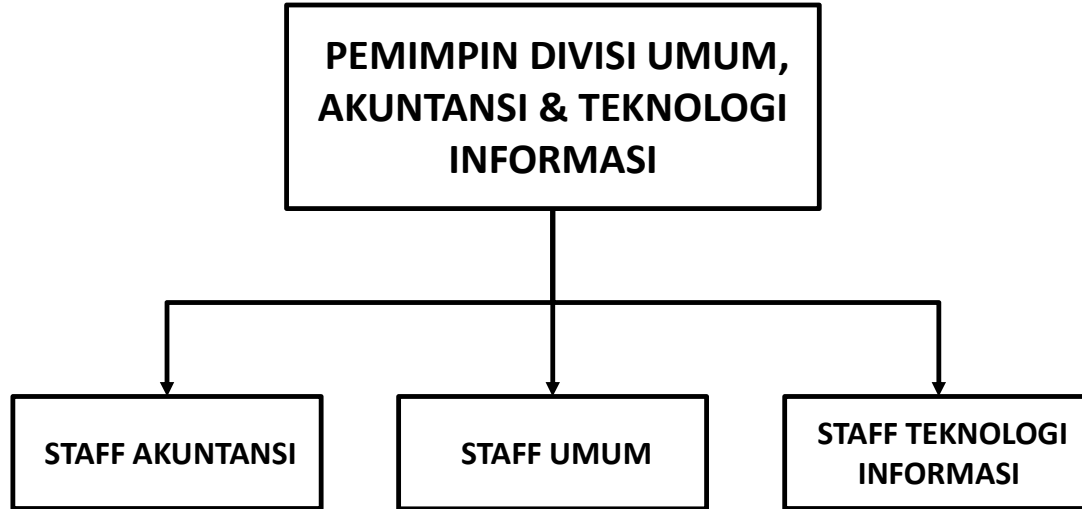 PEMIMPIN DIVISI UMUM,
AKUNTANSI & TEKNOLOGI
INFORMASI
STAFF AKUNTANSI
STAFF UMUM
STAFF TEKNOLOGI
INFORMASI